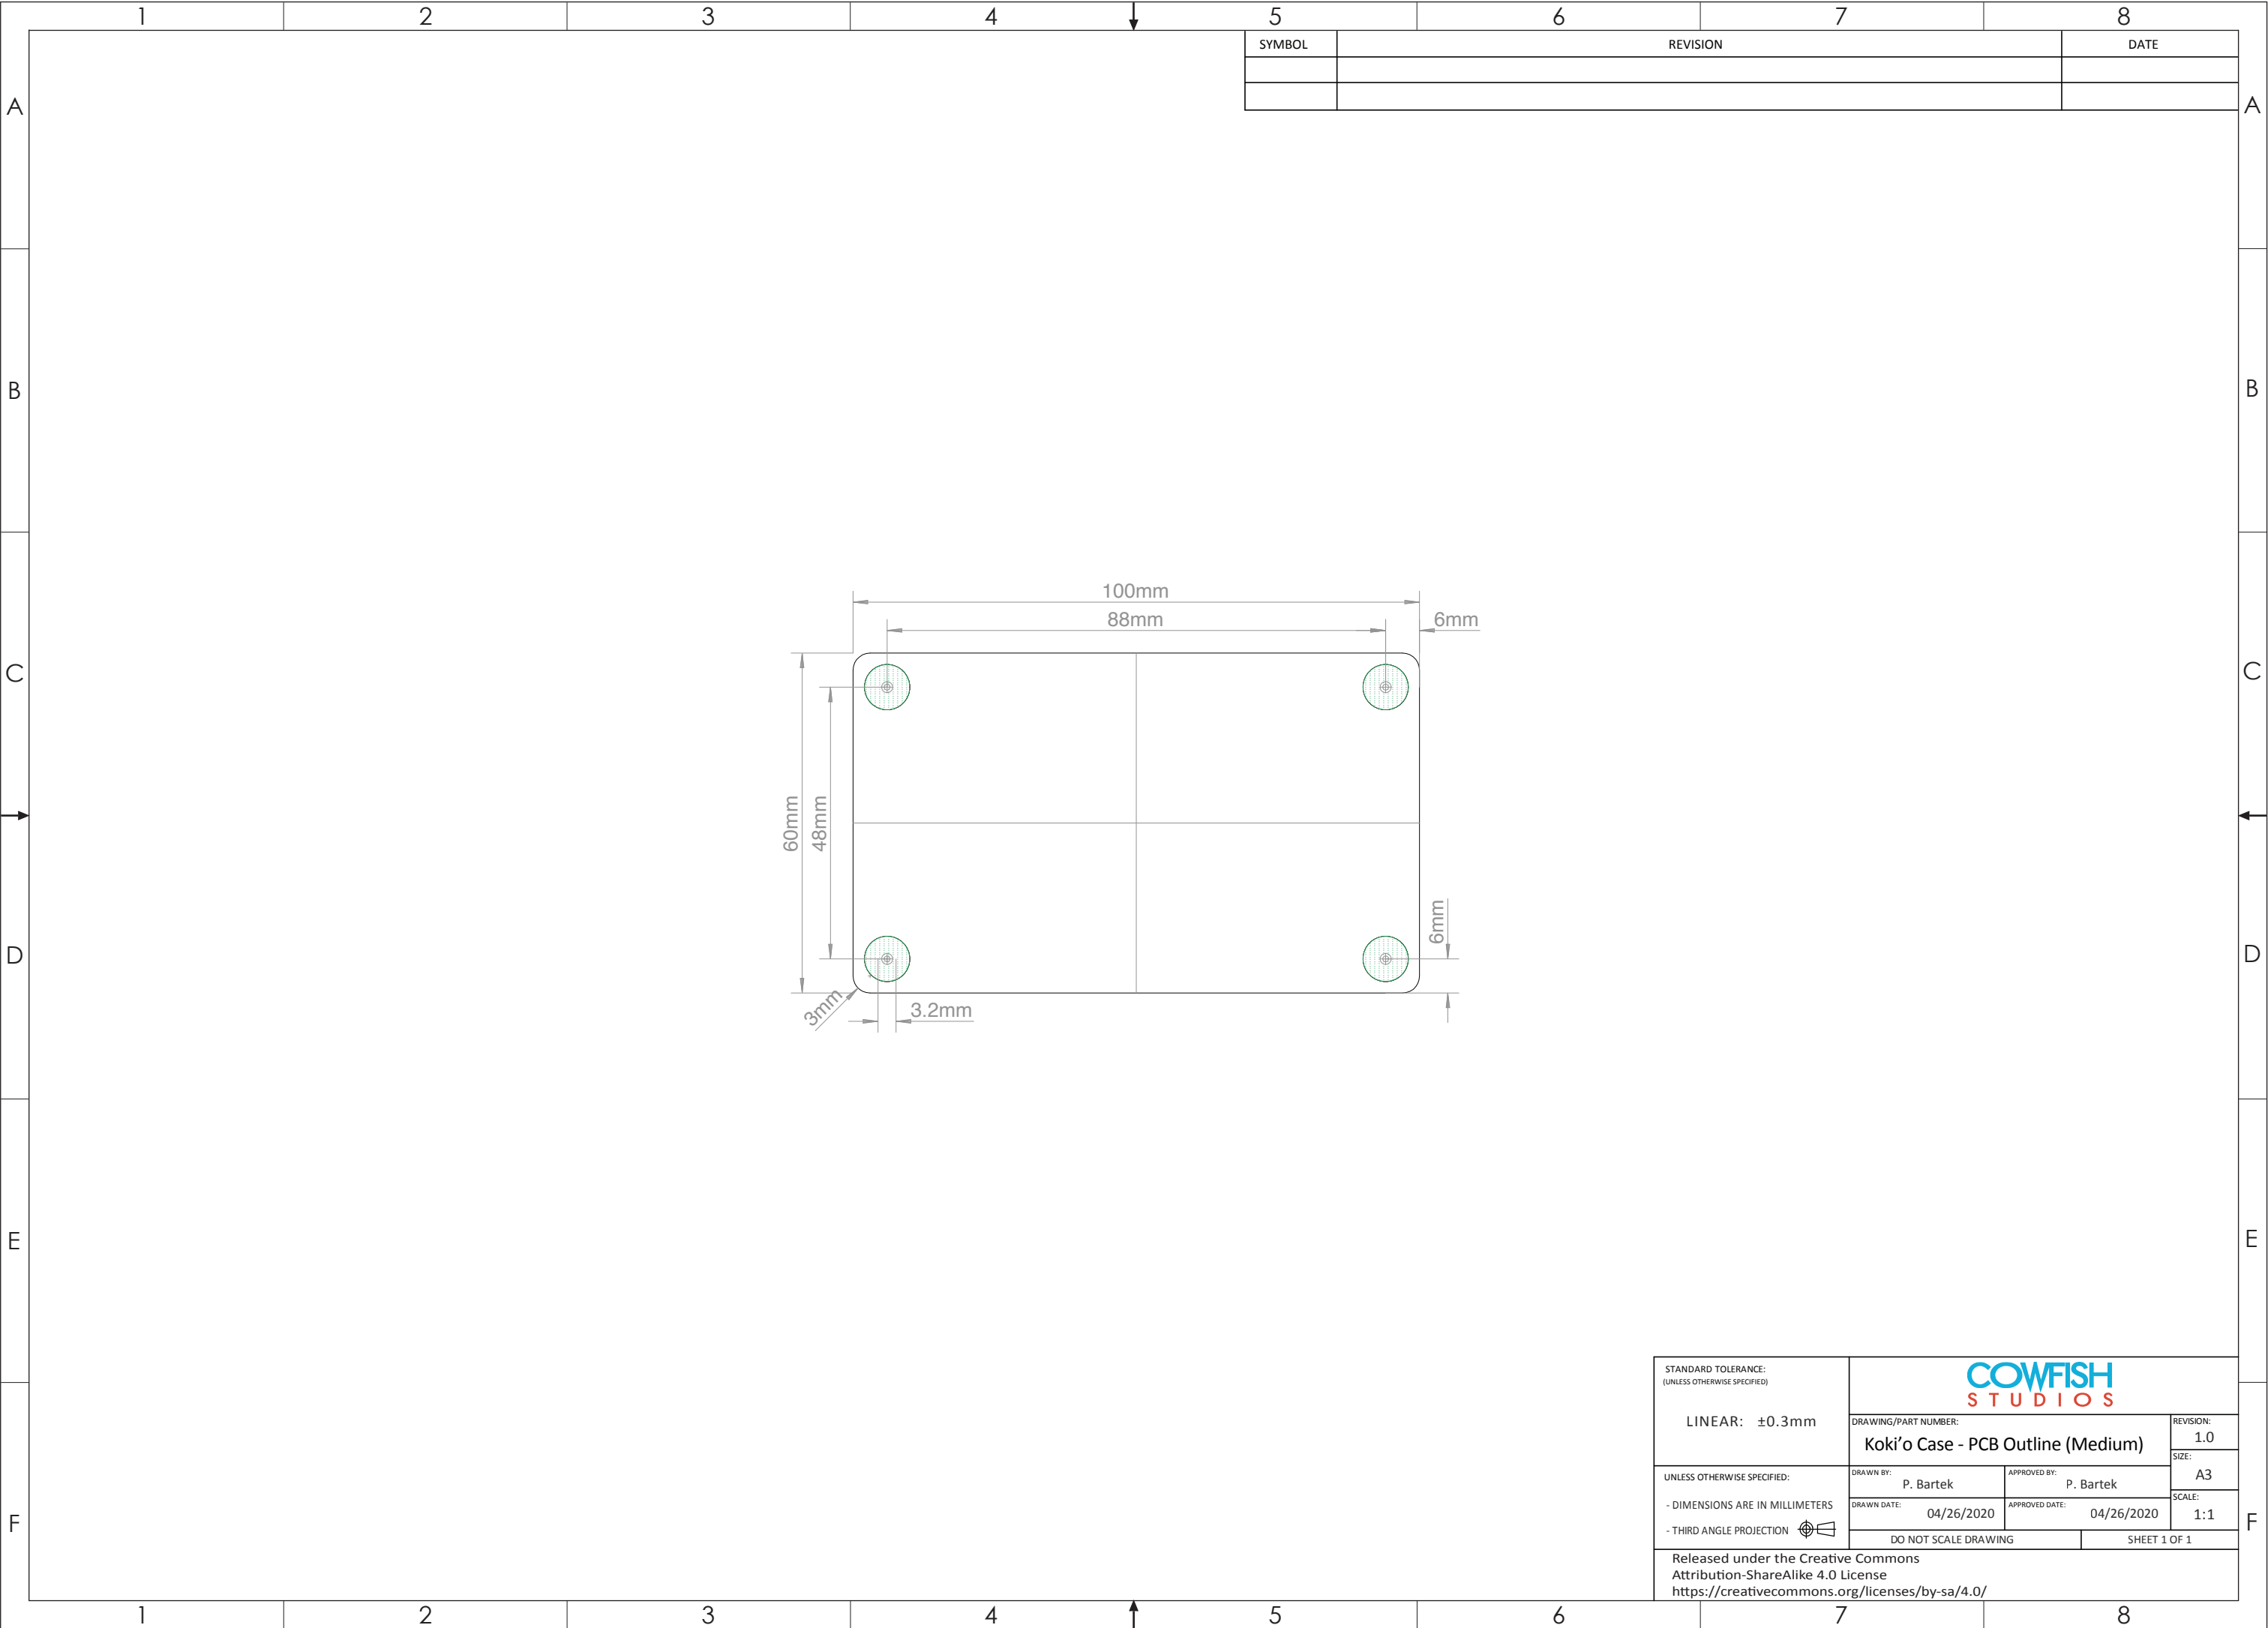 1 2 3 4 5 6 7 8
SYMBOL REVISION DATE
A A
B B
C C
D D
E E
F F
100mm
88mm 6mm
60mm
48mm
6mm
3mm
3.2mm
STANDARD TOLERANCE:
(UNLESS OTHERWISE SPECIFIED)
LINEAR: ±0.3mm
UNLESS OTHERWISE SPECIFIED:
- DIMENSIONS ARE IN MILLIMETERS
- THIRD ANGLE PROJECTION
COWFISH
STUDIOS
DRAWING/PART NUMBER:
Koki’o Case - PCB Outline (Medium)
REVISION:
1.0
SIZE:
A3
SCALE:
1:1
DRAWN BY:
P. Bartek
APPROVED BY:
P. Bartek
DRAWN DATE:
04/26/2020
APPROVED DATE:
04/26/2020
DO NOT SCALE DRAWING
SHEET 1 OF 1
Released under the Creative Commons
Attribution-ShareAlike 4.0 License
https://creativecommons.org/licenses/by-sa/4.0/
1 2 3 4 5 6 7 8